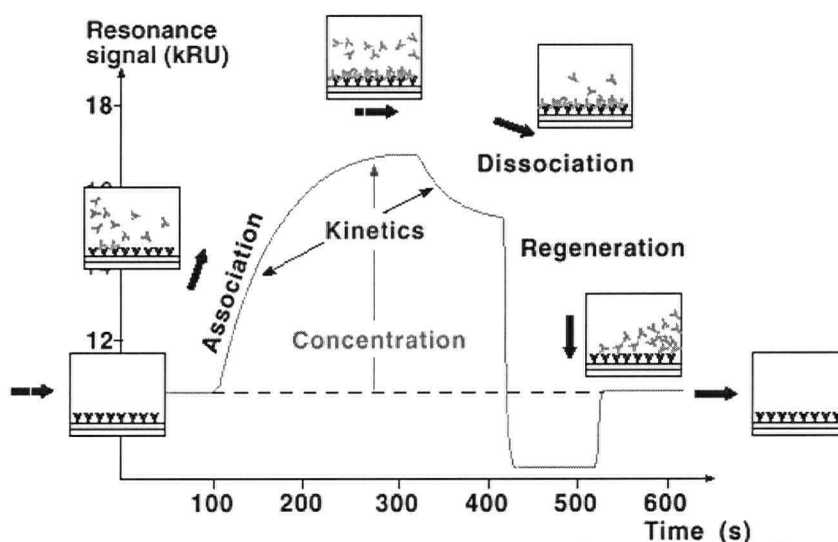 Resonance
signal (kRU)
18
Dissociation
Kinetics
Association
Regeneration
Concentration
12
100 200 300 400 500 600
Time (s)